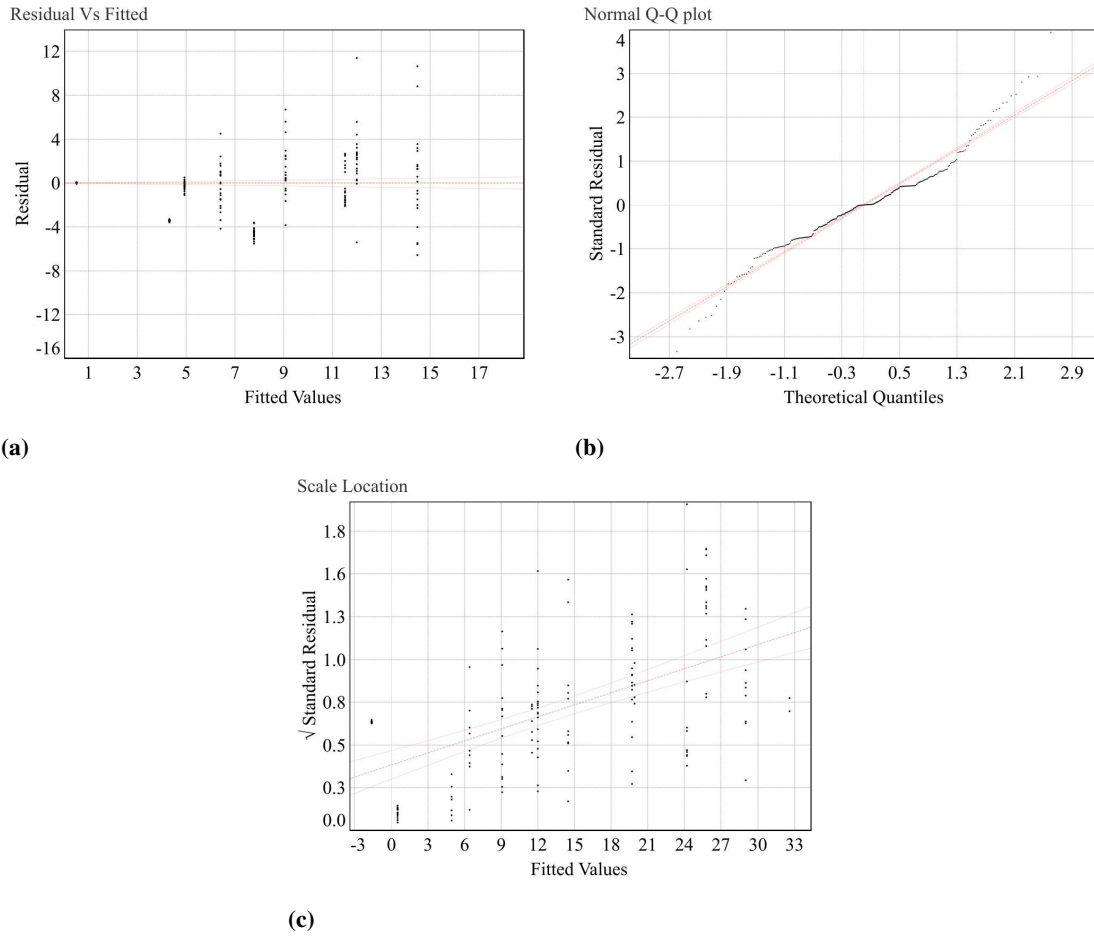 Residual Vs Fitted
12
8
4
0
-4
-8
-12
-16
Residual
1 3 5 7 9 11 13 15 17
Fitted Values
(a)
Normal Q-Q plot
4
3
2
1
0
-1
-2
-3
Standard Residual
-2.7 -1.9 -1.1 -0.3 0.5 1.3 2.1 2.9
Theoretical Quantiles
(b)
Scale Location
1.8
1.6
1.3
1.0
0.8
0.5
0.3
0.0
√ Standard Residual
-3 0 3 6 9 12 15 18 21 24 27 30 33
Fitted Values
(c)